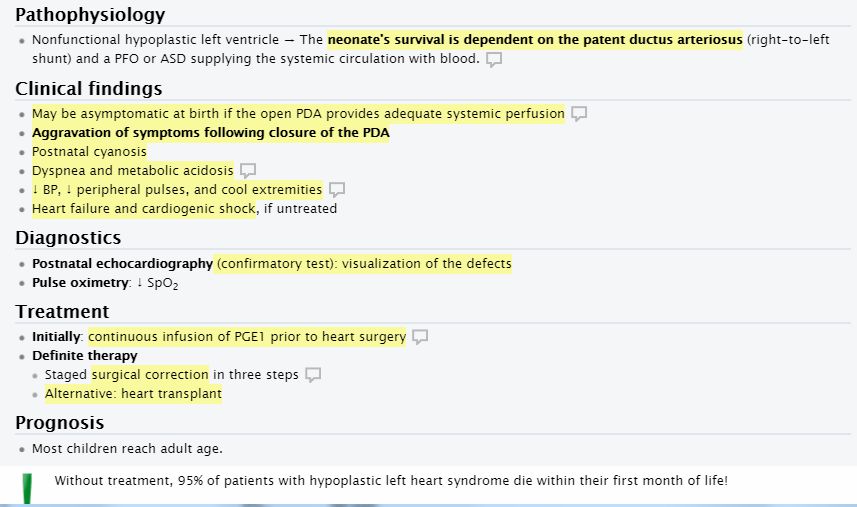 Pathophysiology
• Nonfunctional hypoplastic left ventricle – The neonate's survival is dependent on the patent ductus arteriosus (right-to-left
shunt) and a PFO or ASD supplying the systemic circulation with blood.
Clinical findings
• May be asymptomatic at birth if the open PDA provides adequate systemic perfusion
• Aggravation of symptoms following closure of the PDA
• Postnatal cyanosis
• Dyspnea and metabolic acidosis
• ↓ BP, ↓ peripheral pulses, and cool extremities
• Heart failure and cardiogenic shock, if untreated
Diagnostics
• Postnatal echocardiography (confirmatory test): visualization of the defects
• Pulse oximetry: ↓ SpO₂
Treatment
• Initially: continuous infusion of PGE1 prior to heart surgery
• Definite therapy
• Staged surgical correction in three steps
• Alternative: heart transplant
Prognosis
• Most children reach adult age.
Without treatment, 95% of patients with hypoplastic left heart syndrome die within their first month of life!